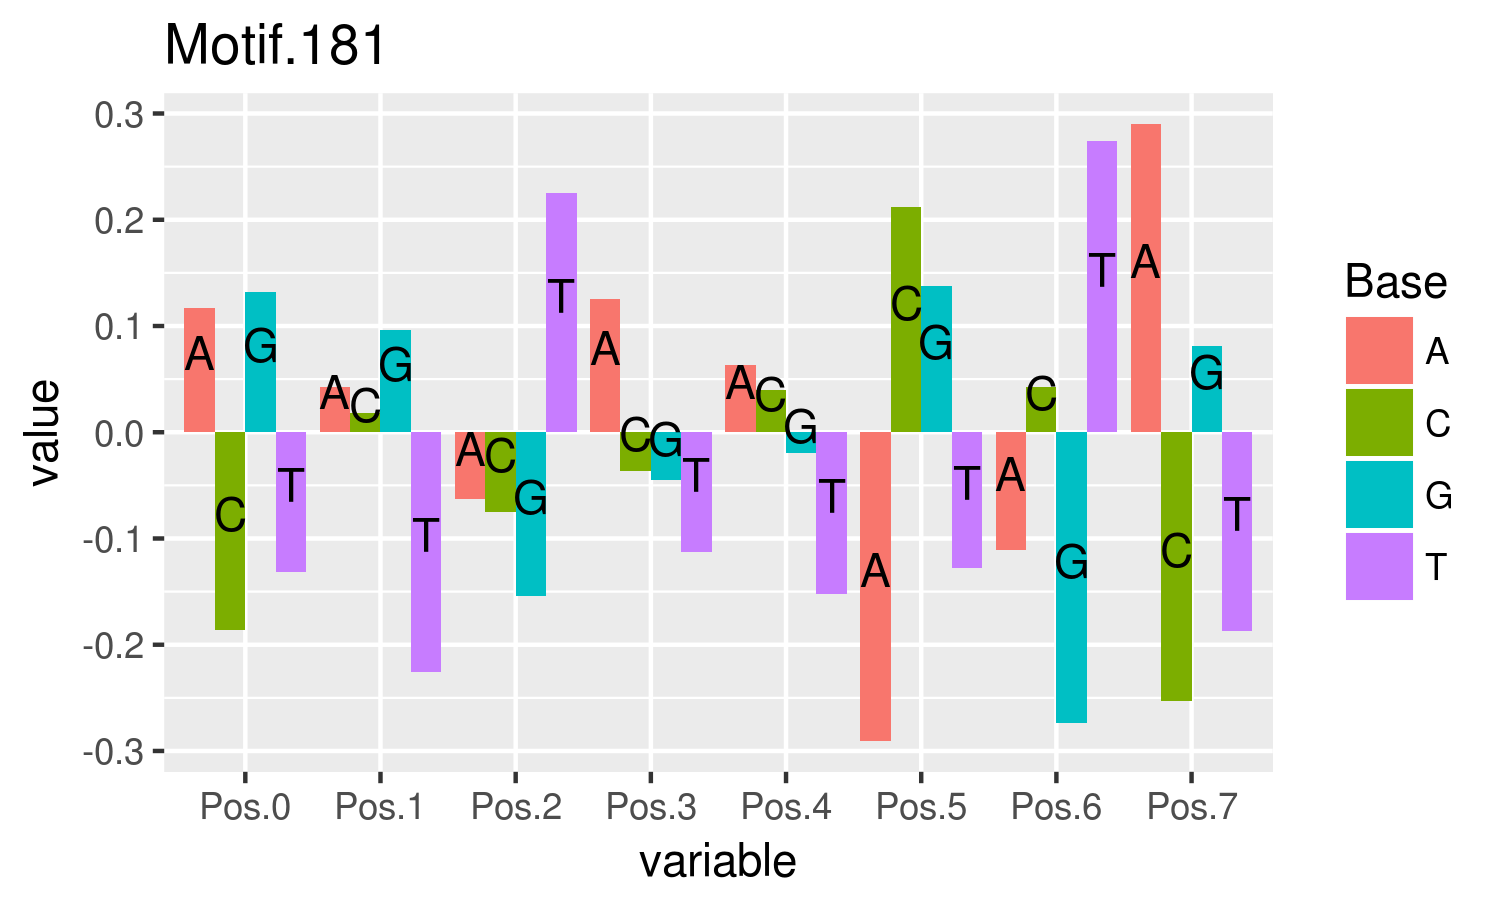 Motif.181
0.3
0.2
0.1
0.0
-0.1
-0.2
-0.3
value
A C G T
A C G T
A C G T
A C G T
A C G T
A C G T
A C G T
A C G T
Pos.0 Pos.1 Pos.2 Pos.3 Pos.4 Pos.5 Pos.6 Pos.7
variable
Base
A
C
G
T